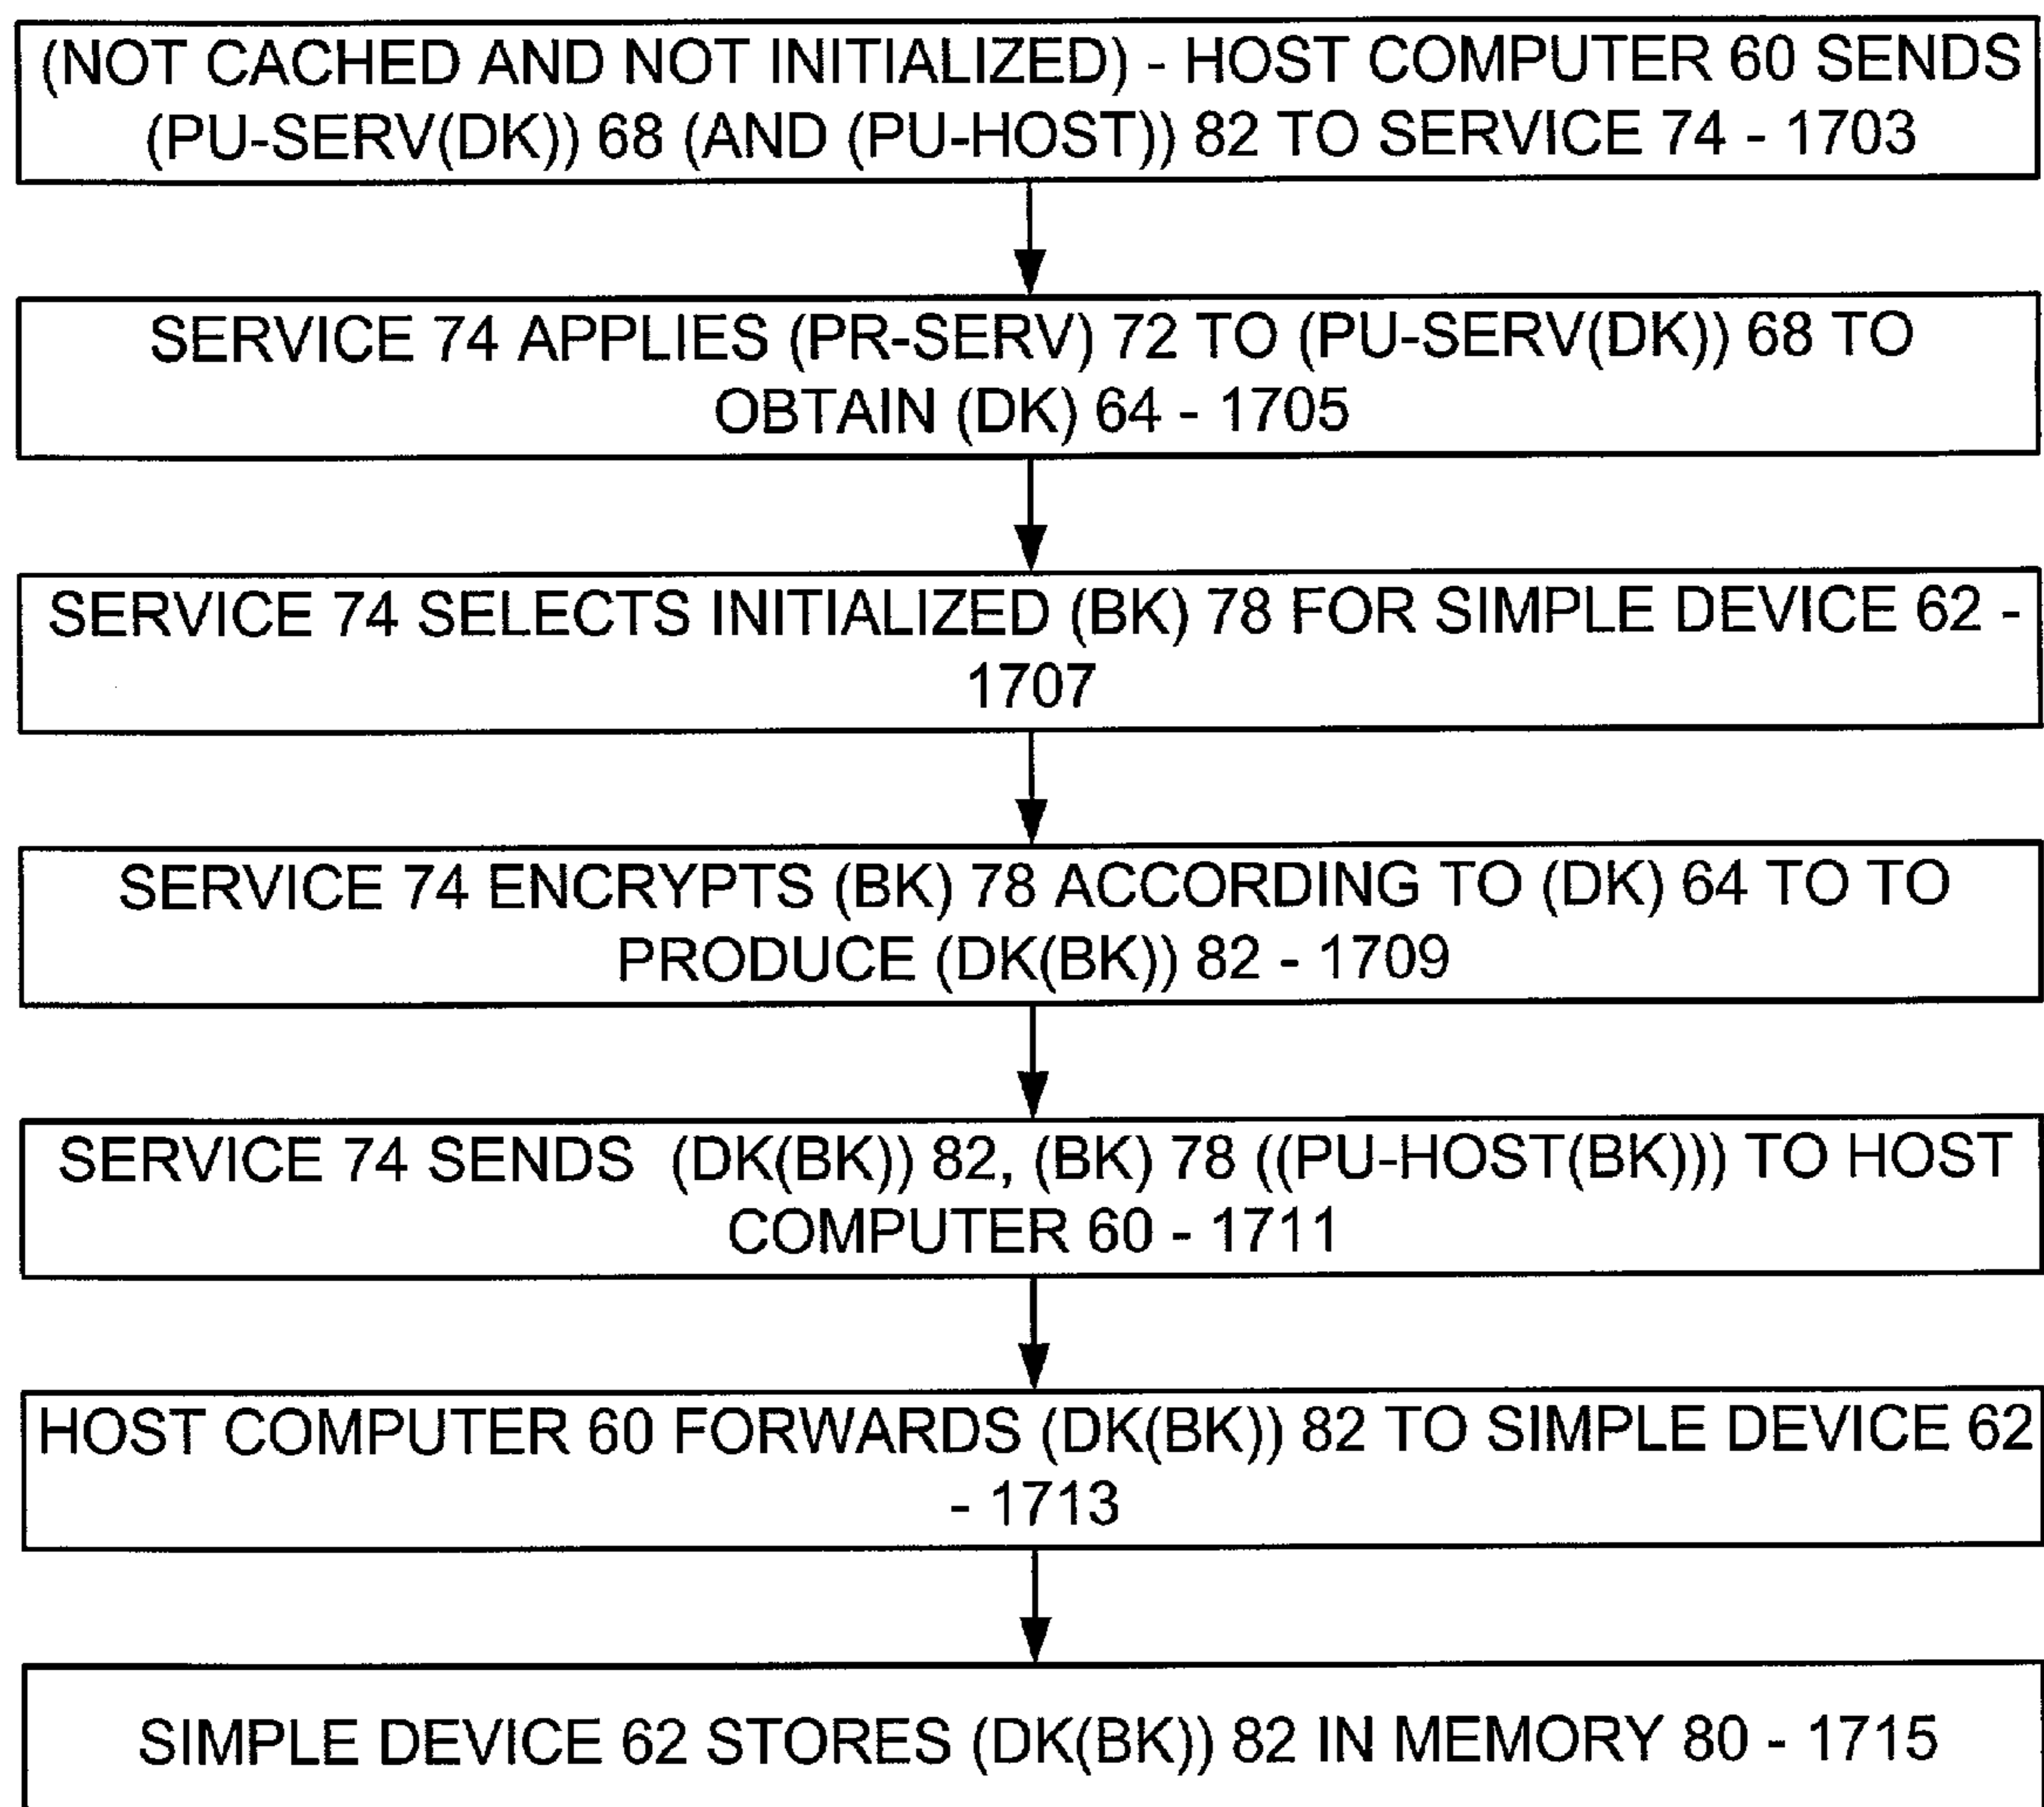 (NOT CACHED AND NOT INITIALIZED) - HOST COMPUTER 60 SENDS
(PU-SERV(DK)) 68 (AND (PU-HOST)) 82 TO SERVICE 74 - 1703
SERVICE 74 APPLIES (PR-SERV) 72 TO (PU-SERV(DK)) 68 TO
OBTAIN (DK) 64 - 1705
SERVICE 74 SELECTS INITIALIZED (BK) 78 FOR SIMPLE DEVICE 62 -
1707
SERVICE 74 ENCRYPTS (BK) 78 ACCORDING TO (DK) 64 TO TO
PRODUCE (DK(BK)) 82 - 1709
SERVICE 74 SENDS (DK(BK)) 82, (BK) 78 ((PU-HOST(BK))) TO HOST
COMPUTER 60 - 1711
HOST COMPUTER 60 FORWARDS (DK(BK)) 82 TO SIMPLE DEVICE 62
- 1713
SIMPLE DEVICE 62 STORES (DK(BK)) 82 IN MEMORY 80 - 1715